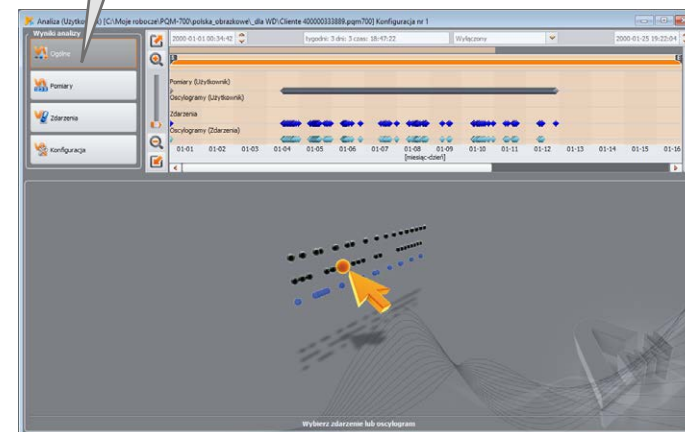 Analiza (Użytkownik) [C:\Moje robocze\PQM-700\polska_obrazkowe\_dla WD\Cliente 400000333889.pqm700] Konfiguracja nr 1
Wyniki analizy
Ogólne
Pomiary
Zdarzenia
Konfiguracja
2000-01-01 00:34:42
tygodni: 3 dni: 3 czas: 18:47:22
Wyłączony
2000-01-25 19:22:04
S
E
Pomiary (Użytkownik)
Oscylogramy (Użytkownik)
Zdarzenia
Oscylogramy (Zdarzenia)
01-01 01-02 01-03 01-04 01-05 01-06 01-07 01-08 01-09 01-10 01-11 01-12 01-13 01-14 01-15 01-16
[miesiąc-dzień]
Wybierz zdarzenie lub oscylogram